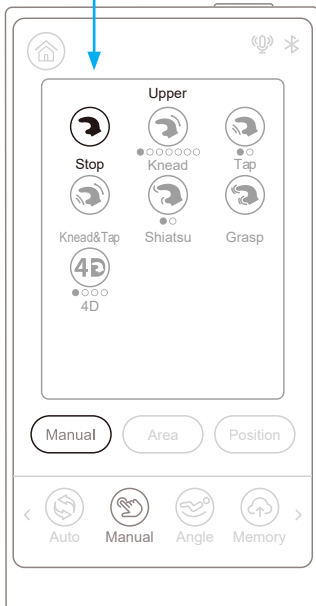 Upper
Stop Knead Tap
Knead&Tap Shiatsu Grasp
4D
4D
Manual Area Position
< Auto Manual Angle Memory >